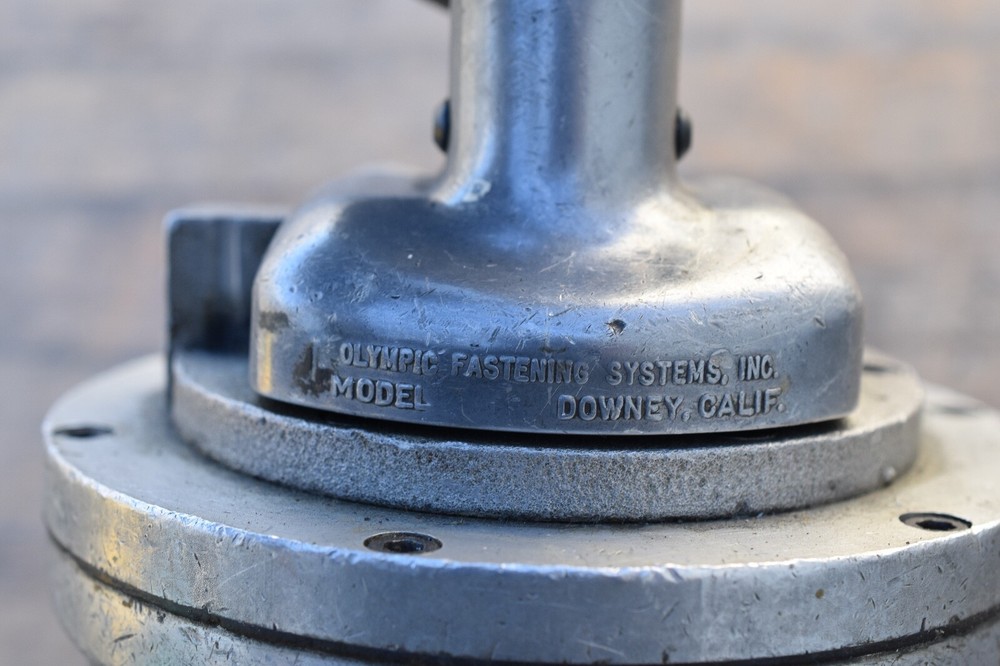 OLYMPIC FASTENING SYSTEMS, INC.
MODEL DOWNEY, CALIF.